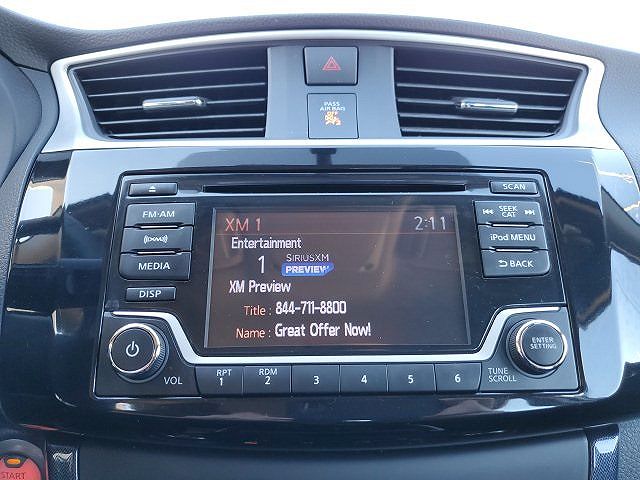 PASS
AIR BAG
OFF
SCAN
FM·AM
SEEK
CAT
XM
iPod MENU
MEDIA
BACK
DISP
XM 1
2:11
Entertainment
1 SIRIUSXM
PREVIEW
XM Preview
Title : 844-711-8800
Name : Great Offer Now!
VOL
RPT
1
RDM
2
3
4
5
6
TUNE
SCROLL
ENTER
SETTING
START